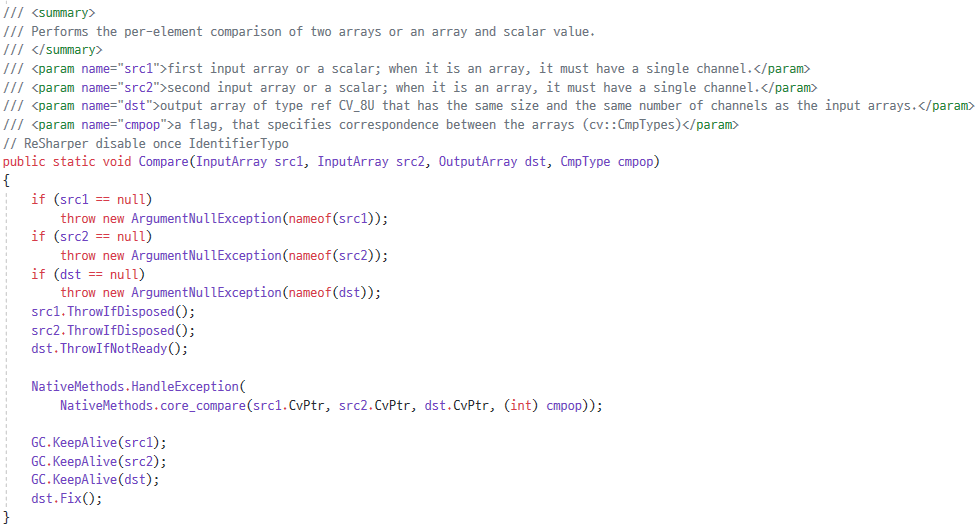 /// <summary>
/// Performs the per-element comparison of two arrays or an array and scalar value.
/// </summary>
/// <param name="src1">first input array or a scalar; when it is an array, it must have a single channel.</param>
/// <param name="src2">second input array or a scalar; when it is an array, it must have a single channel.</param>
/// <param name="dst">output array of type ref CV_8U that has the same size and the same number of channels as the input arrays.</param>
/// <param name="cmpop">a flag, that specifies correspondence between the arrays (cv::CmpTypes)</param>
// ReSharper disable once IdentifierTypo
public static void Compare(InputArray src1, InputArray src2, OutputArray dst, CmpType cmpop)
{
    if (src1 == null)
        throw new ArgumentNullException(nameof(src1));
    if (src2 == null)
        throw new ArgumentNullException(nameof(src2));
    if (dst == null)
        throw new ArgumentNullException(nameof(dst));
    src1.ThrowIfDisposed();
    src2.ThrowIfDisposed();
    dst.ThrowIfNotReady();

    NativeMethods.HandleException(
        NativeMethods.core_compare(src1.CvPtr, src2.CvPtr, dst.CvPtr, (int) cmpop));

    GC.KeepAlive(src1);
    GC.KeepAlive(src2);
    GC.KeepAlive(dst);
    dst.Fix();
}